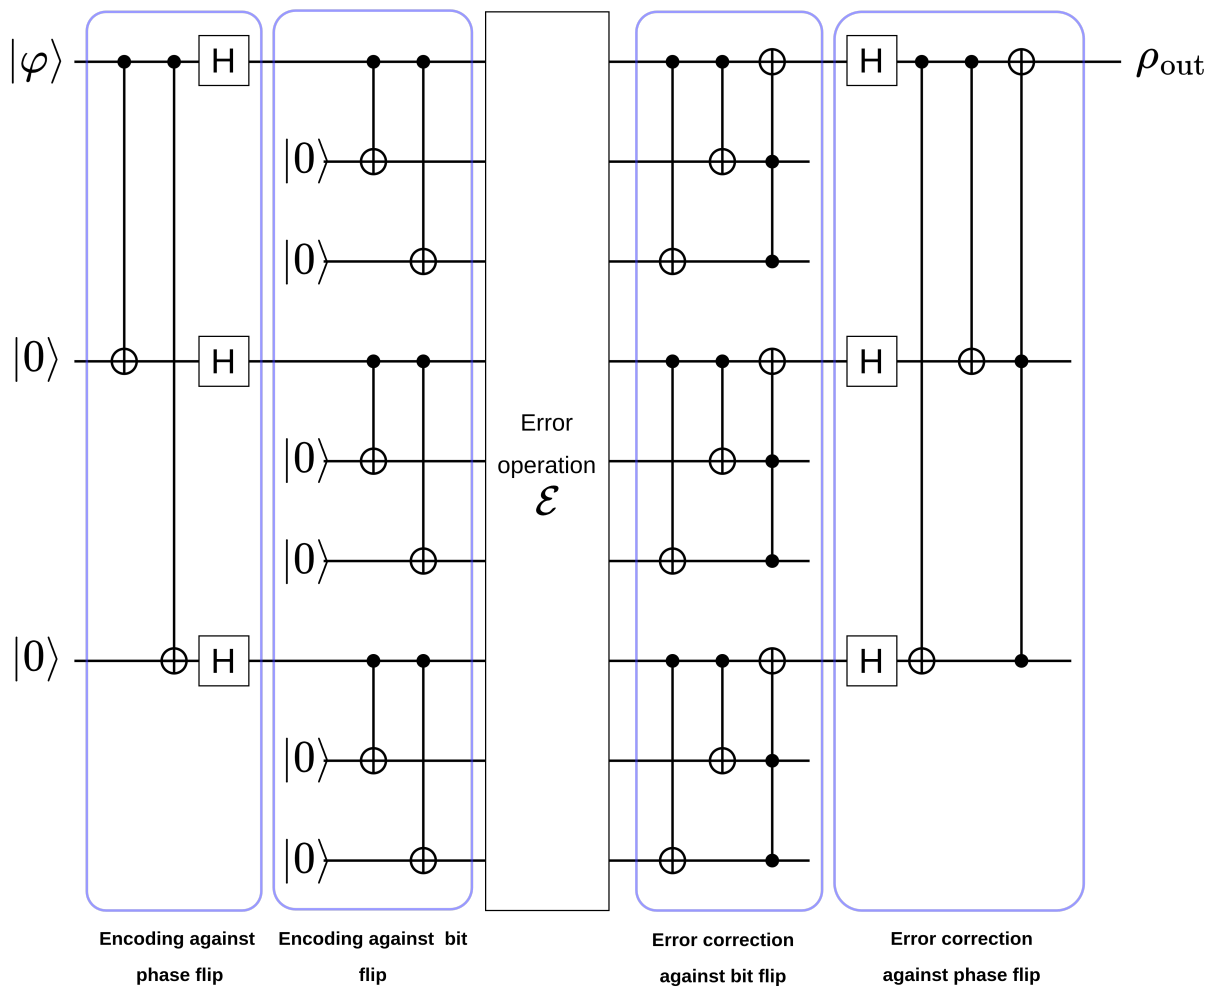 |φ⟩ H H ρout
|0⟩
|0⟩
|0⟩ H H
Error
operation
ℰ
|0⟩
|0⟩
|0⟩ H H
|0⟩
|0⟩
Encoding against
phase flip
Encoding against bit
flip
Error correction
against bit flip
Error correction
against phase flip